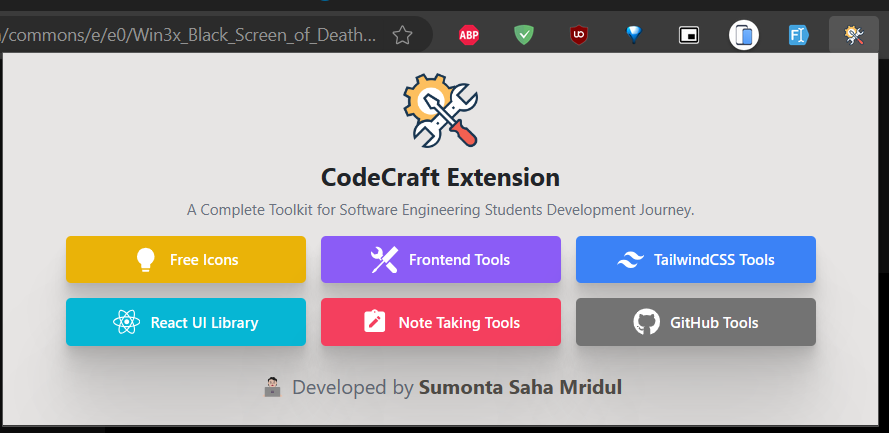 /commons/e/e0/Win3x_Black_Screen_of_Death...
ABP
UD
F
CodeCraft Extension
A Complete Toolkit for Software Engineering Students Development Journey.
Free Icons
Frontend Tools
TailwindCSS Tools
React UI Library
Note Taking Tools
GitHub Tools
Developed by Sumonta Saha Mridul